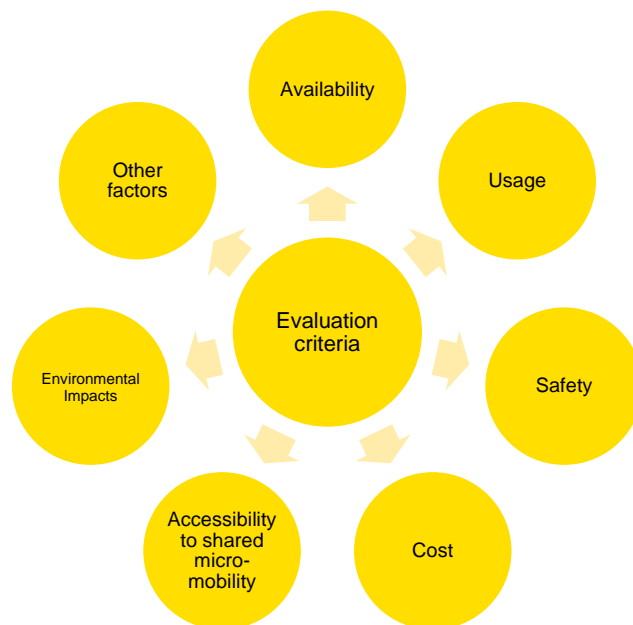 Availability
Usage
Safety
Cost
Accessibility
to shared
micro-
mobility
Environmental
Impacts
Other
factors
Evaluation
criteria